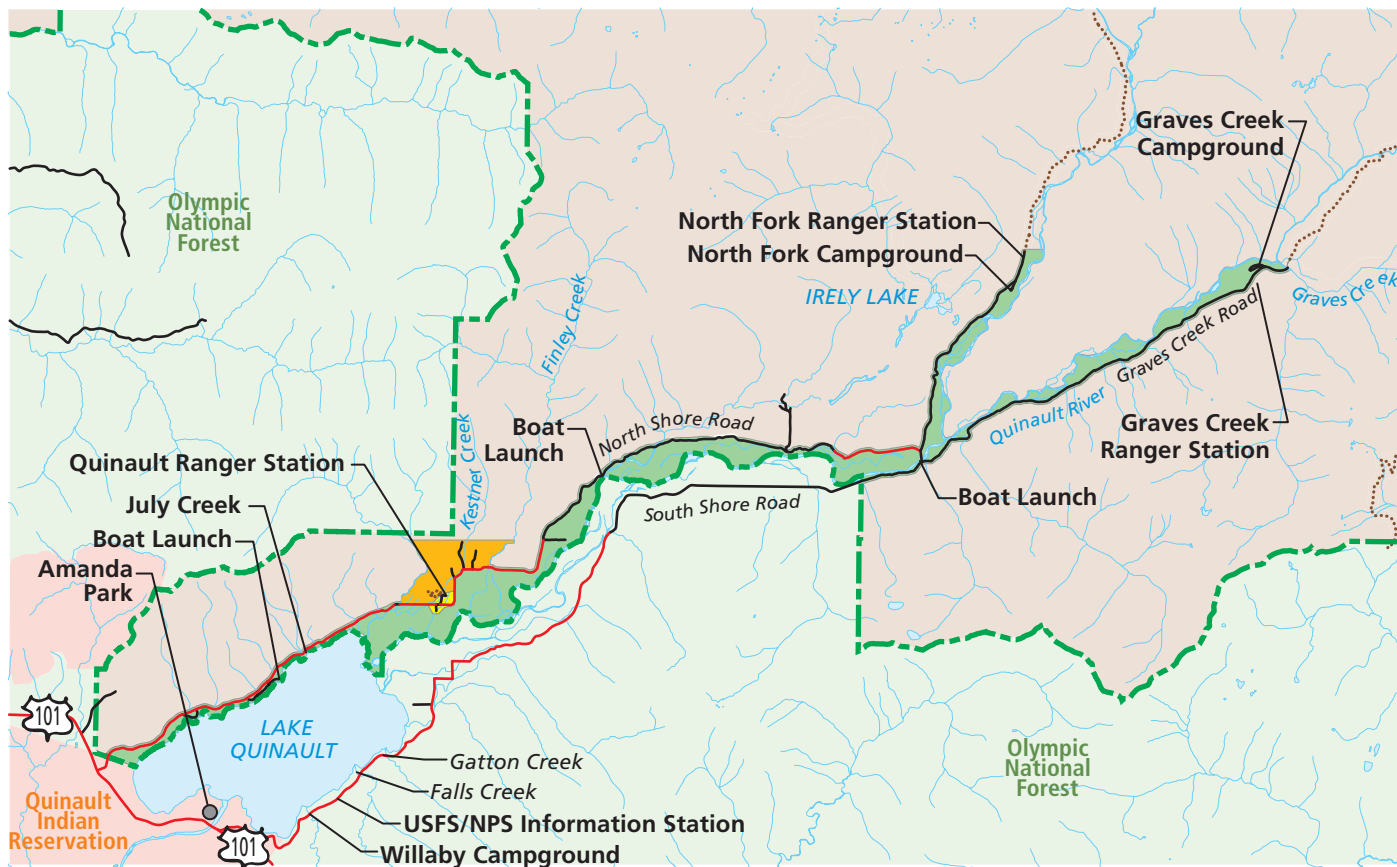 Graves Creek
Campground
Olympic
National
Forest
North Fork Ranger Station
North Fork Campground
IRELY LAKE
Graves Creek
Graves Creek Road
Finley Creek
Quinault River
Boat
Launch
North Shore Road
Graves Creek
Ranger Station
Quinault Ranger Station
Kestner Creek
July Creek
South Shore Road
Boat Launch
Boat Launch
Amanda
Park
101
LAKE
QUINAULT
Gatton Creek
Falls Creek
Olympic
National
Forest
Quinault
Indian
Reservation
USFS/NPS Information Station
101
Willaby Campground